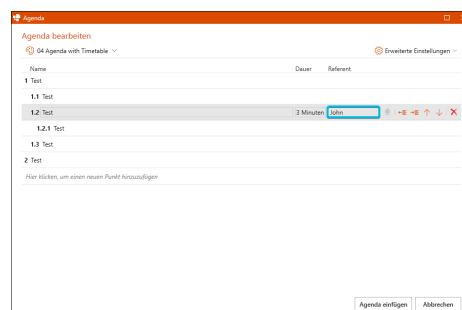 Agenda
Agenda bearbeiten
04 Agenda with Timetable
Erweiterte Einstellungen
Name Dauer Referent
1 Test
1.1 Test
1.2 Test 3 Minuten John
1.2.1 Test
1.3 Test
2 Test
Hier klicken, um einen neuen Punkt hinzuzufügen
Agenda einfügen Abbrechen